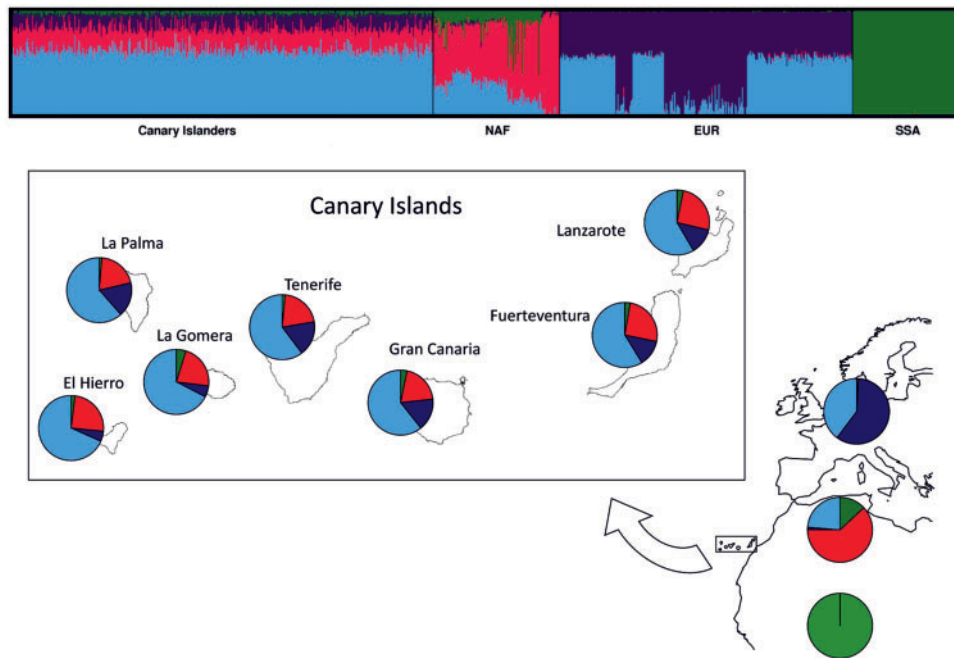 Canary Islanders NAF EUR SSA
Canary Islands
Lanzarote
La Palma
Tenerife
Fuerteventura
La Gomera
Gran Canaria
El Hierro